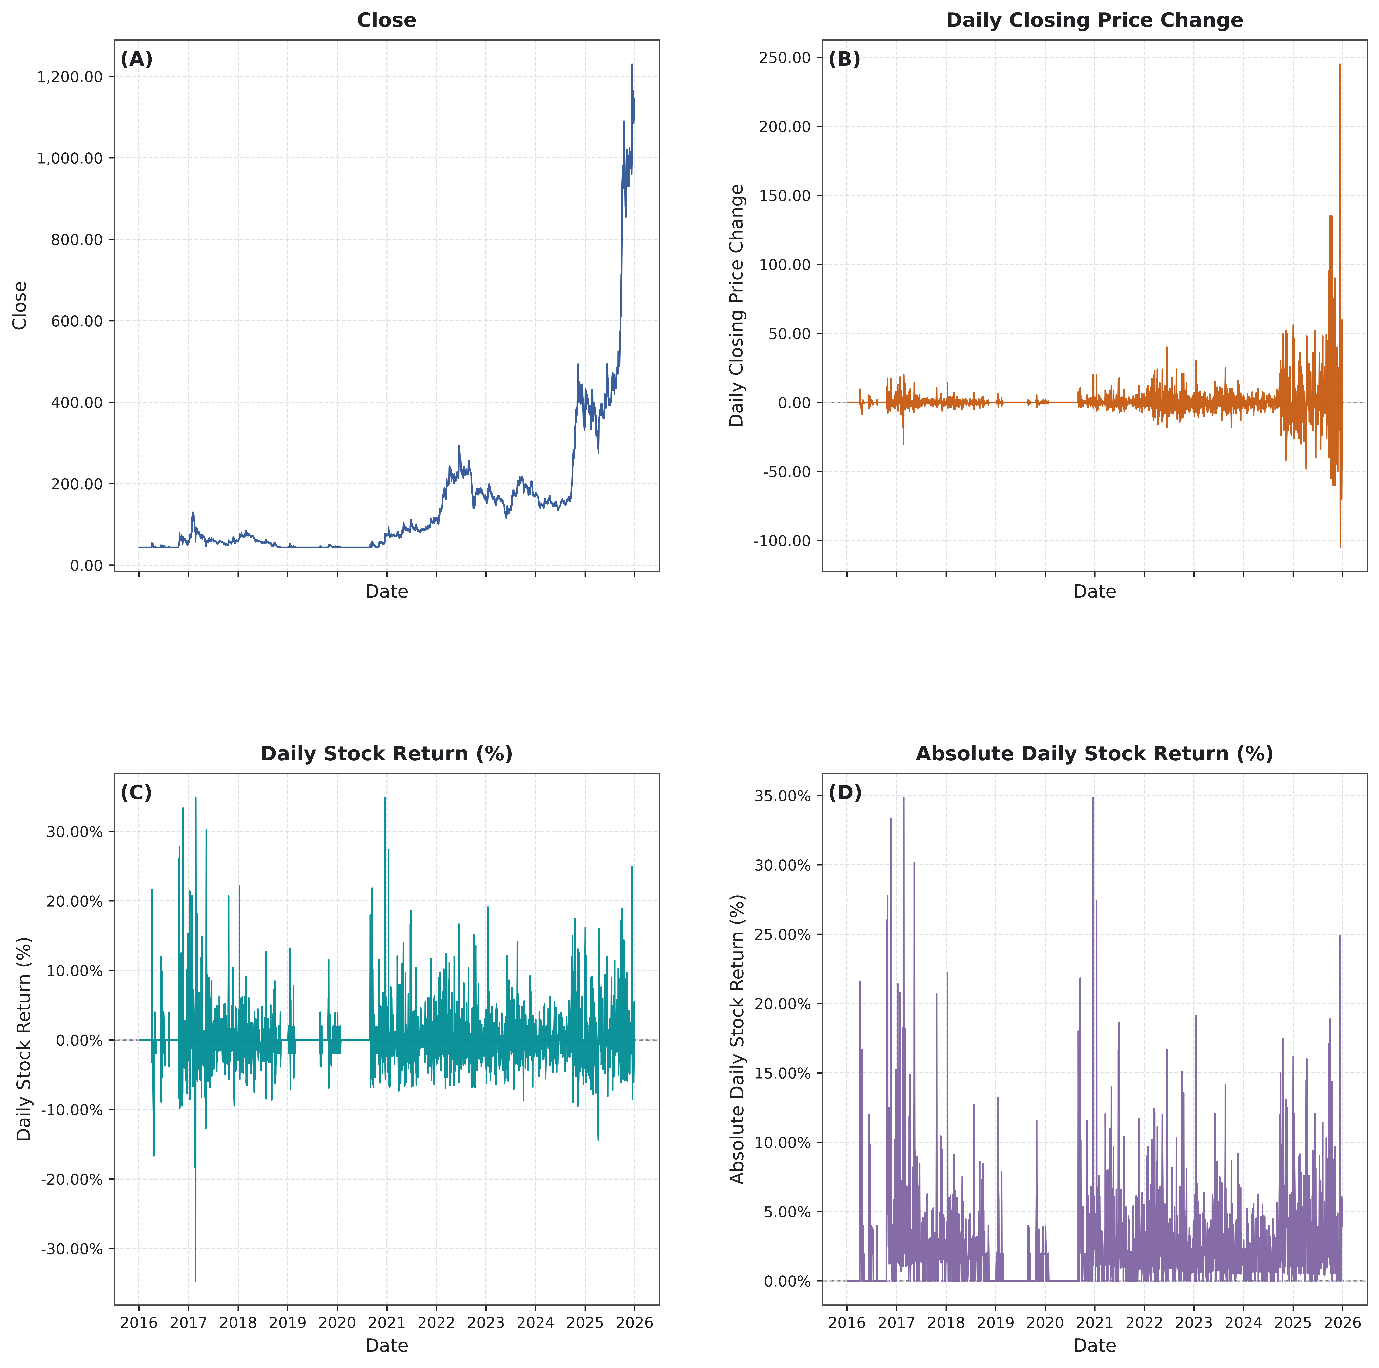 Close
(A)
1,200.00
1,000.00
800.00
600.00
400.00
200.00
0.00
Close
Date
Daily Closing Price Change
(B)
250.00
200.00
150.00
100.00
50.00
0.00
-50.00
-100.00
Daily Closing Price Change
Date
Daily Stock Return (%)
(C)
30.00%
20.00%
10.00%
0.00%
-10.00%
-20.00%
-30.00%
Daily Stock Return (%)
2016 2017 2018 2019 2020 2021 2022 2023 2024 2025 2026
Date
Absolute Daily Stock Return (%)
(D)
35.00%
30.00%
25.00%
20.00%
15.00%
10.00%
5.00%
0.00%
Absolute Daily Stock Return (%)
2016 2017 2018 2019 2020 2021 2022 2023 2024 2025 2026
Date